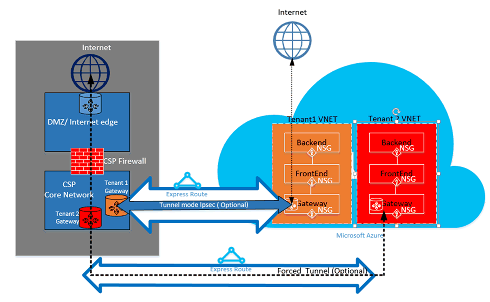 Internet
Internet
DMZ/ Internet edge
CSP Firewall
CSP
Core Network
Tenant 1
Gateway
Tenant 2
Gateway
Express Route
Tunnel mode Ipsec ( Optional)
Tenant1 VNET
Backend
NSG
FrontEnd
NSG
Gateway
NSG
Tenant 2 VNET
Backend
NSG
FrontEnd
NSG
Gateway
NSG
Microsoft Azure
Express Route
Forced Tunnel (Optional)